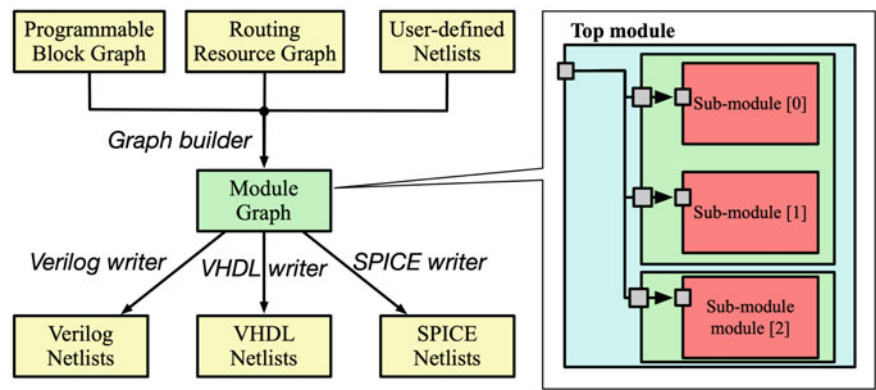 Programmable
Block Graph
Routing
Resource Graph
User-defined
Netlists
Graph builder
Module
Graph
Verilog writer
VHDL writer
SPICE writer
Verilog
Netlists
VHDL
Netlists
SPICE
Netlists
Top module
Sub-module [0]
Sub-module [1]
Sub-module
module [2]